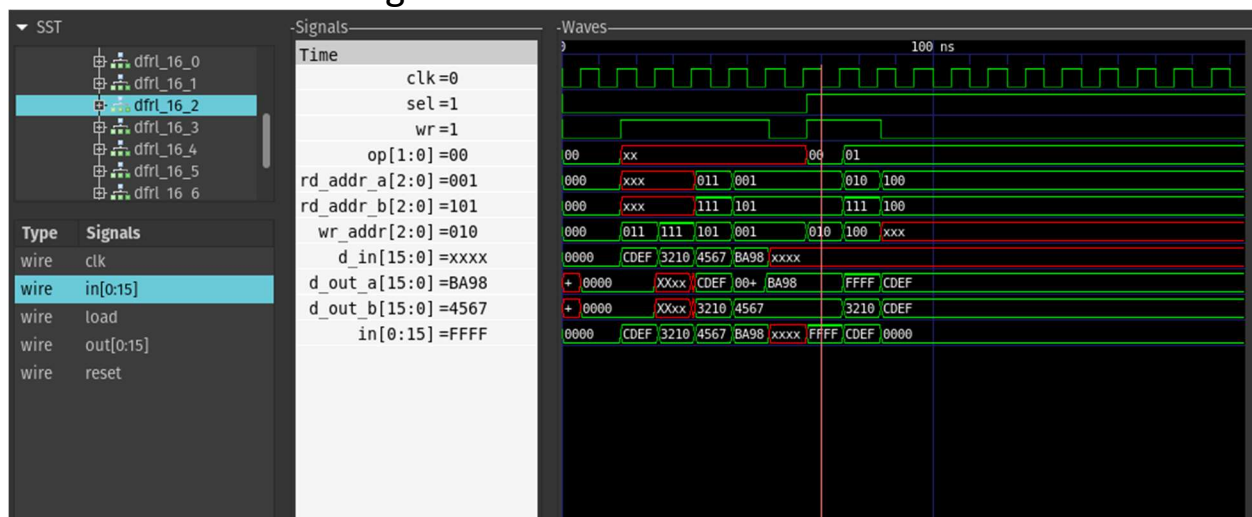 SST
dfrl_16_0
dfrl_16_1
dfrl_16_2
dfrl_16_3
dfrl_16_4
dfrl_16_5
dfrl 16 6
Type Signals
wire clk
wire in[0:15]
wire load
wire out[0:15]
wire reset
Signals
Time
clk=0
sel=1
wr=1
op[1:0]=00
rd_addr_a[2:0]=001
rd_addr_b[2:0]=101
wr_addr[2:0]=010
d_in[15:0]=xxxx
d_out_a[15:0]=BA98
d_out_b[15:0]=4567
in[0:15]=FFFF
Waves
100 ns
00 xx 00 01
000 xxx 011 001 010 100
000 xxx 111 101 111 100
000 011 111 101 001 010 100 xxx
0000 CDEF 3210 4567 BA98 xxxx
+ 0000 XXxx CDEF 00+ BA98 FFFF CDEF
+ 0000 XXxx 3210 4567 3210 CDEF
0000 CDEF 3210 4567 BA98 xxxx FFFF CDEF 0000